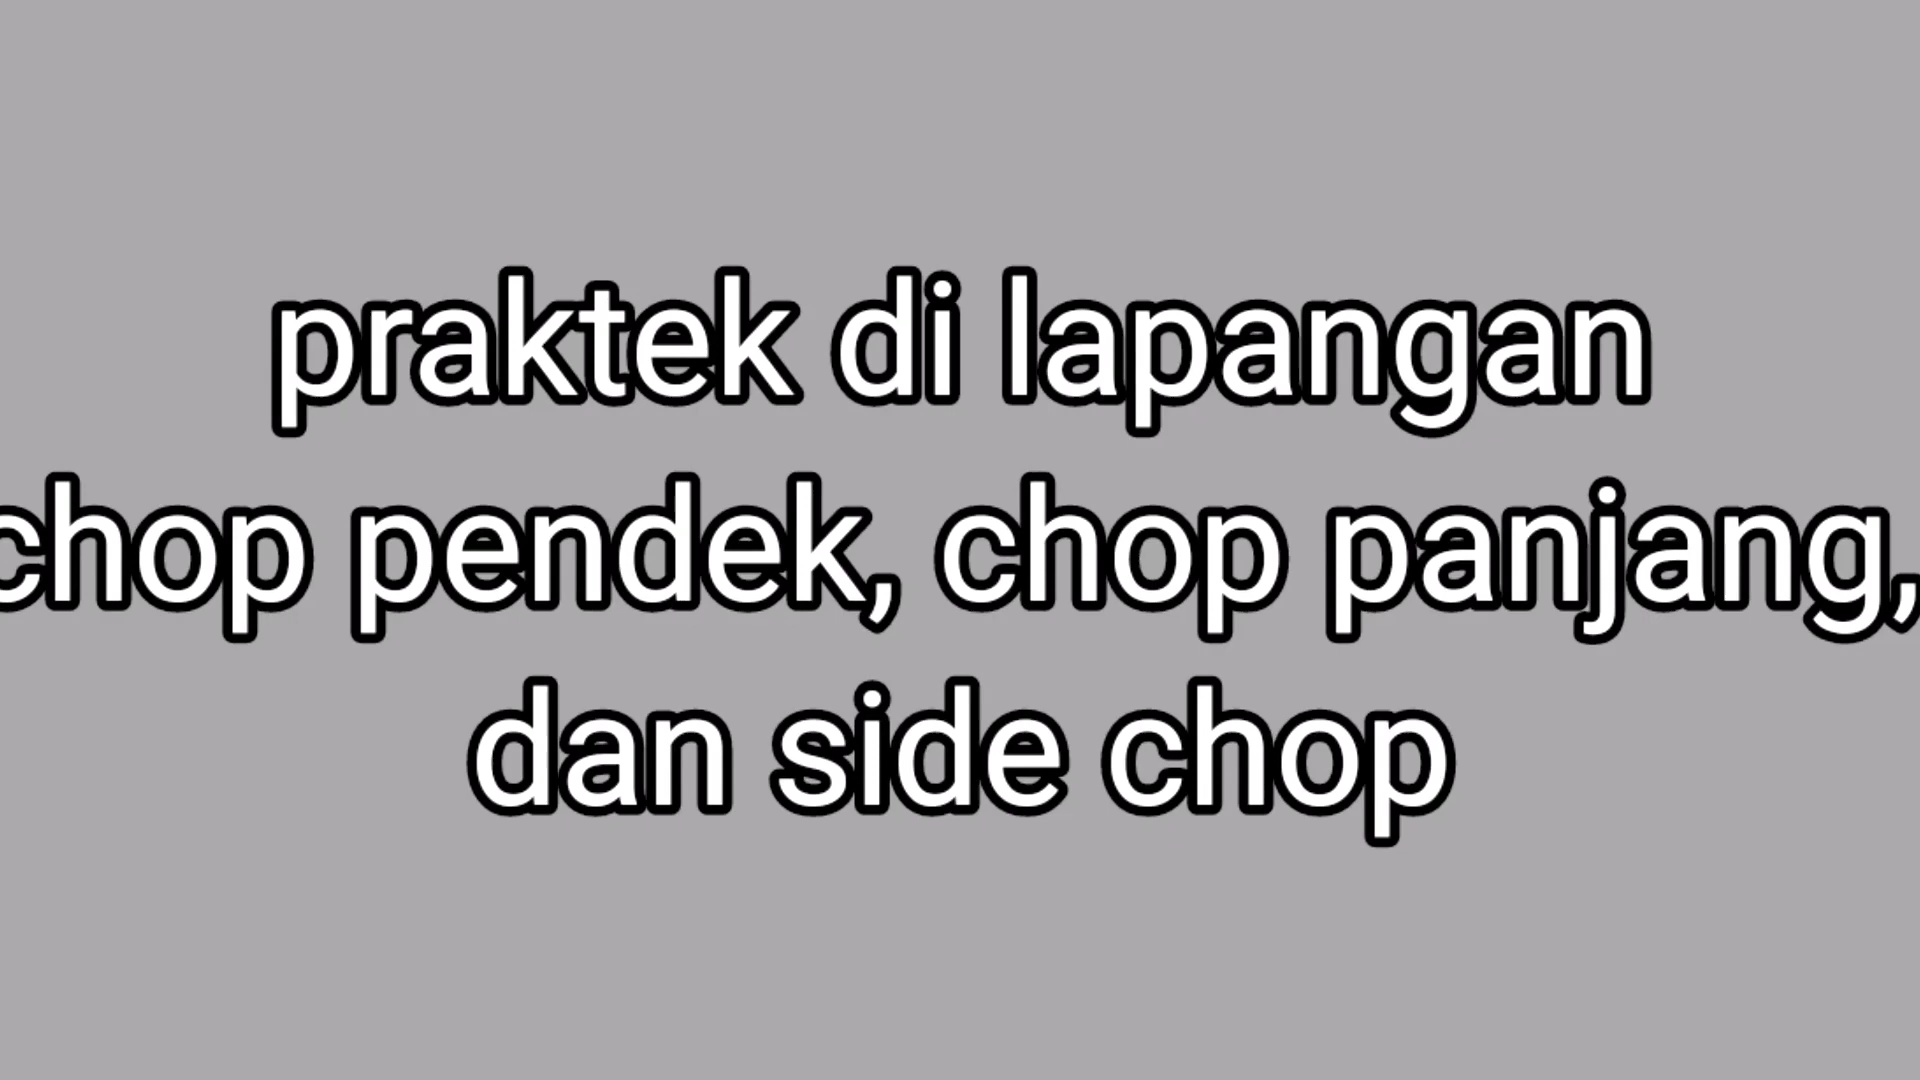 praktek di lapangan
chop pendek, chop panjang,
dan side chop